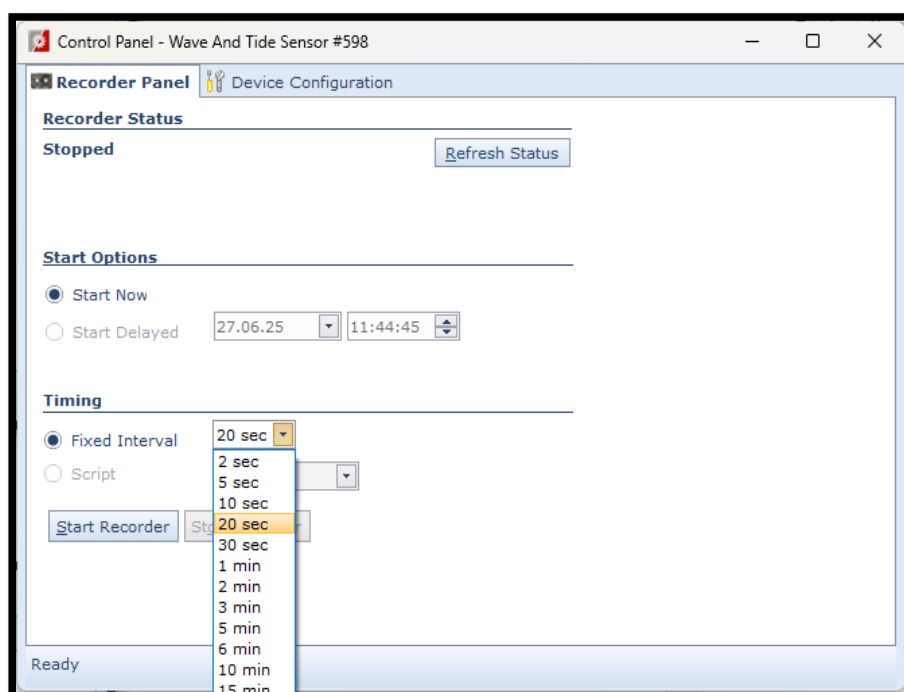 Control Panel - Wave And Tide Sensor #598
Recorder Panel Device Configuration
Recorder Status
Stopped Refresh Status
Start Options
Start Now
Start Delayed 27.06.25 11:44:45
Timing
Fixed Interval 20 sec
2 sec
Script
5 sec
10 sec
Start Recorder 20 sec
30 sec
1 min
2 min
3 min
5 min
6 min
Ready
10 min
15 min